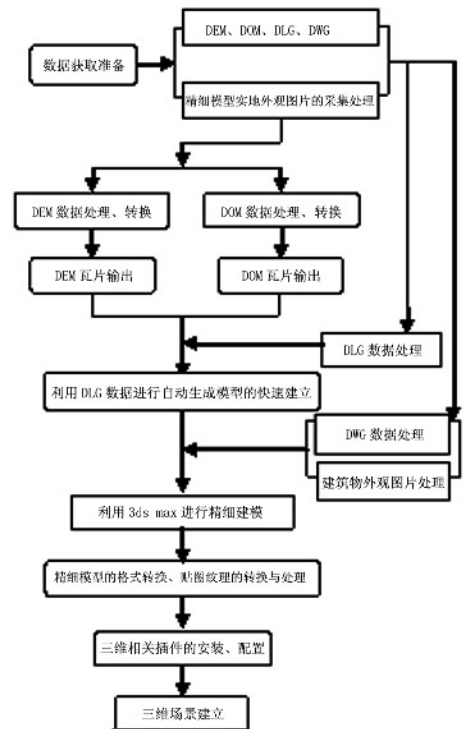 DEM、DOM、DLG、DWG
数据获取准备
精细模型实地外观图片的采集处理
DEM 数据处理、转换
DOM 数据处理、转换
DEM 瓦片输出
DOM 瓦片输出
DLG 数据处理
利用 DLG 数据进行自动生成模型的快速建立
DWG 数据处理
建筑物外观图片处理
利用 3ds max 进行精细建模
精细模型的格式转换、贴图纹理的转换与处理
三维相关插件的安装、配置
三维场景建立